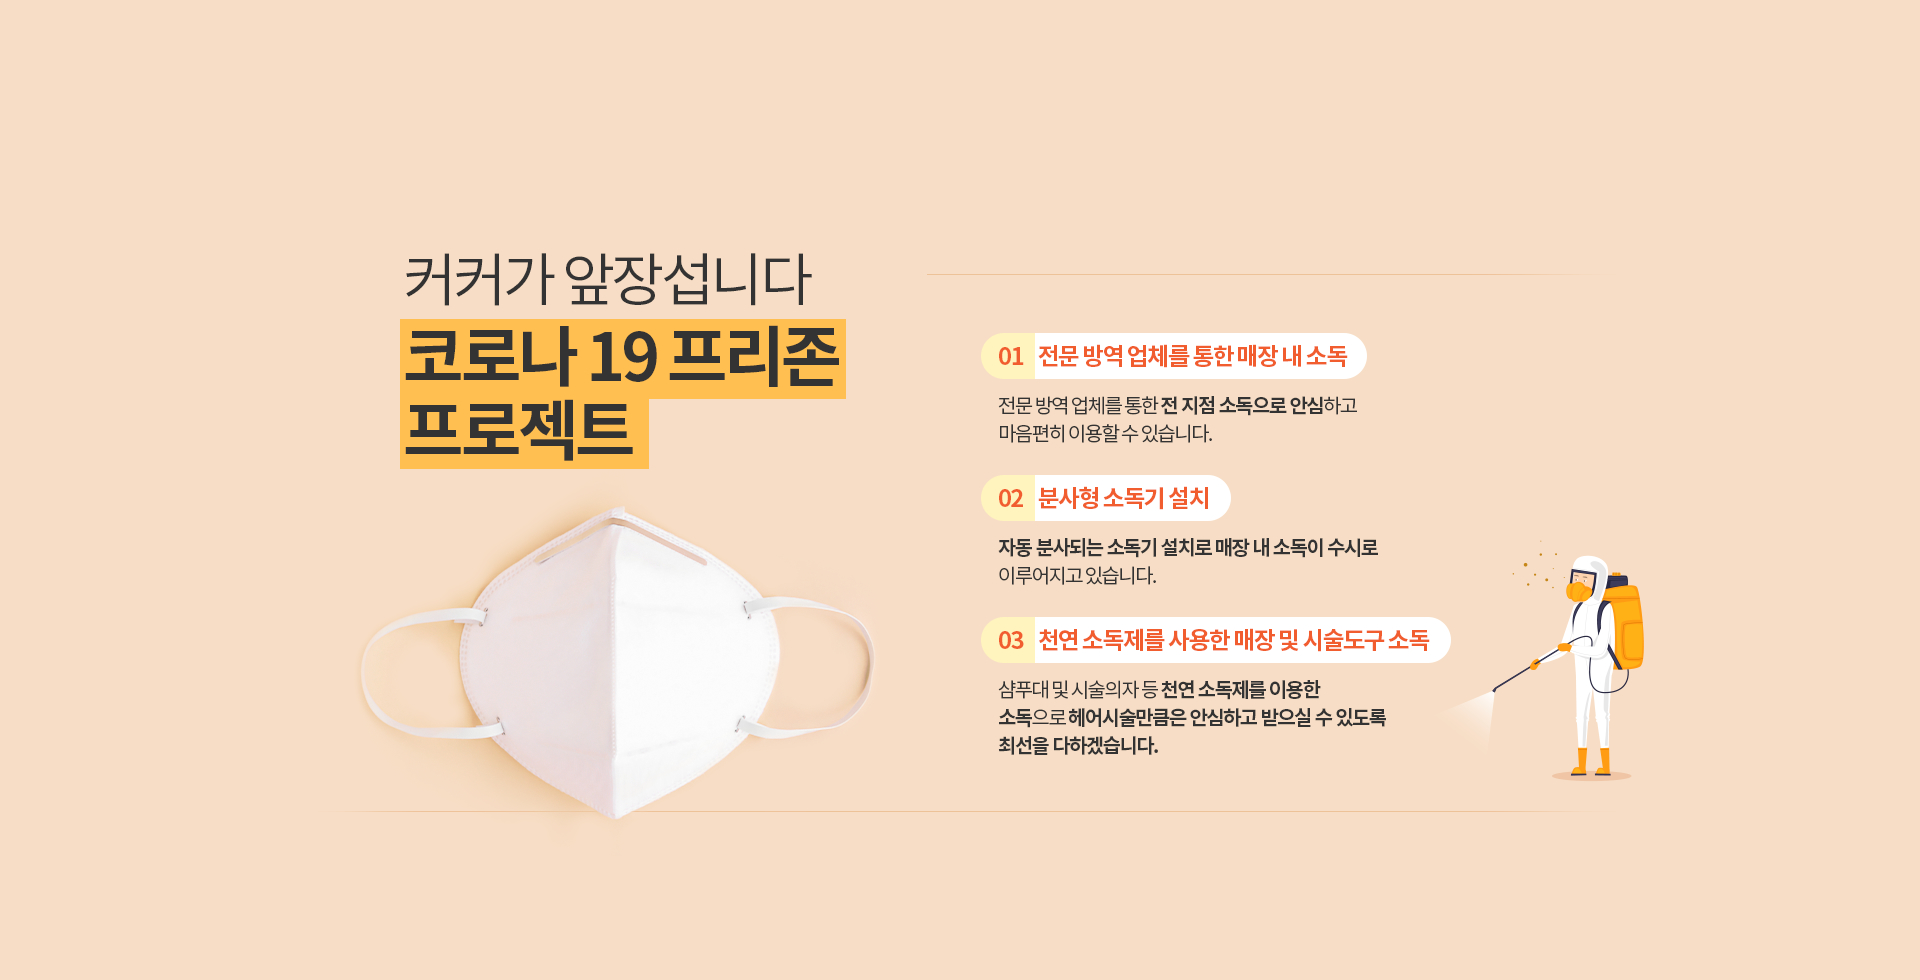 커커가 앞장섭니다
코로나 19 프리존
프로젝트
01 전문 방역 업체를 통한 매장 내 소독
전문 방역 업체를 통한 전 지점 소독으로 안심하고
마음편히 이용할 수 있습니다.
02 분사형 소독기 설치
자동 분사되는 소독기 설치로 매장 내 소독이 수시로
이루어지고 있습니다.
03 천연 소독제를 사용한 매장 및 시술도구 소독
샴푸대 및 시술의자 등 천연 소독제를 이용한
소독으로 헤어시술만큼은 안심하고 받으실 수 있도록
최선을 다하겠습니다.